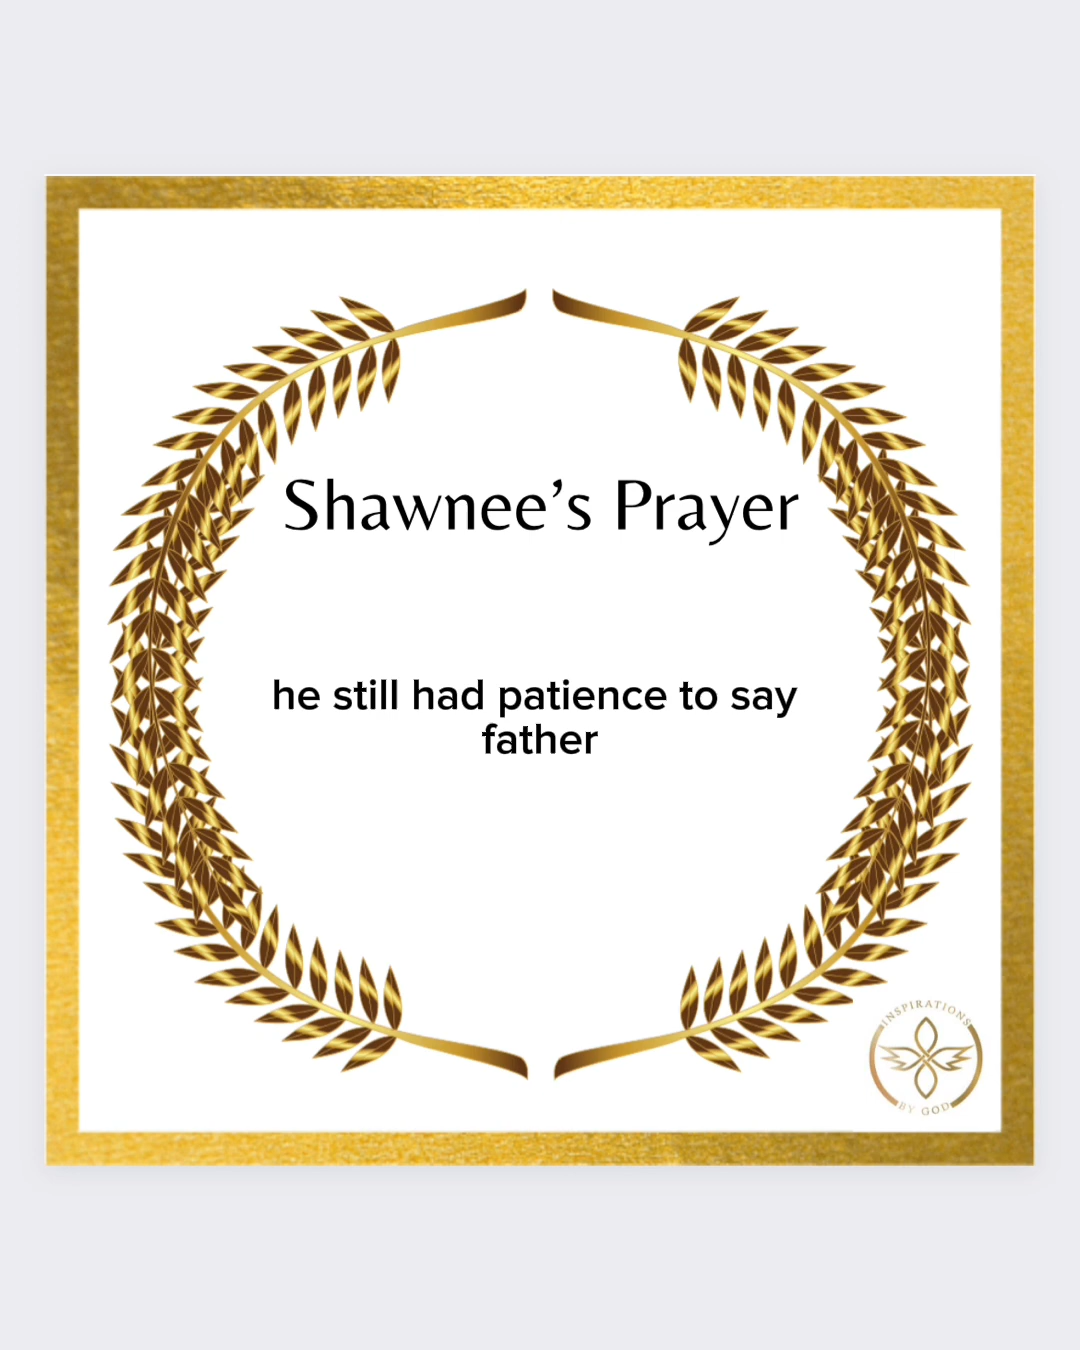 Shawnee’s Prayer
he still had patience to say
father
INSPIRATIONS
BY GOD